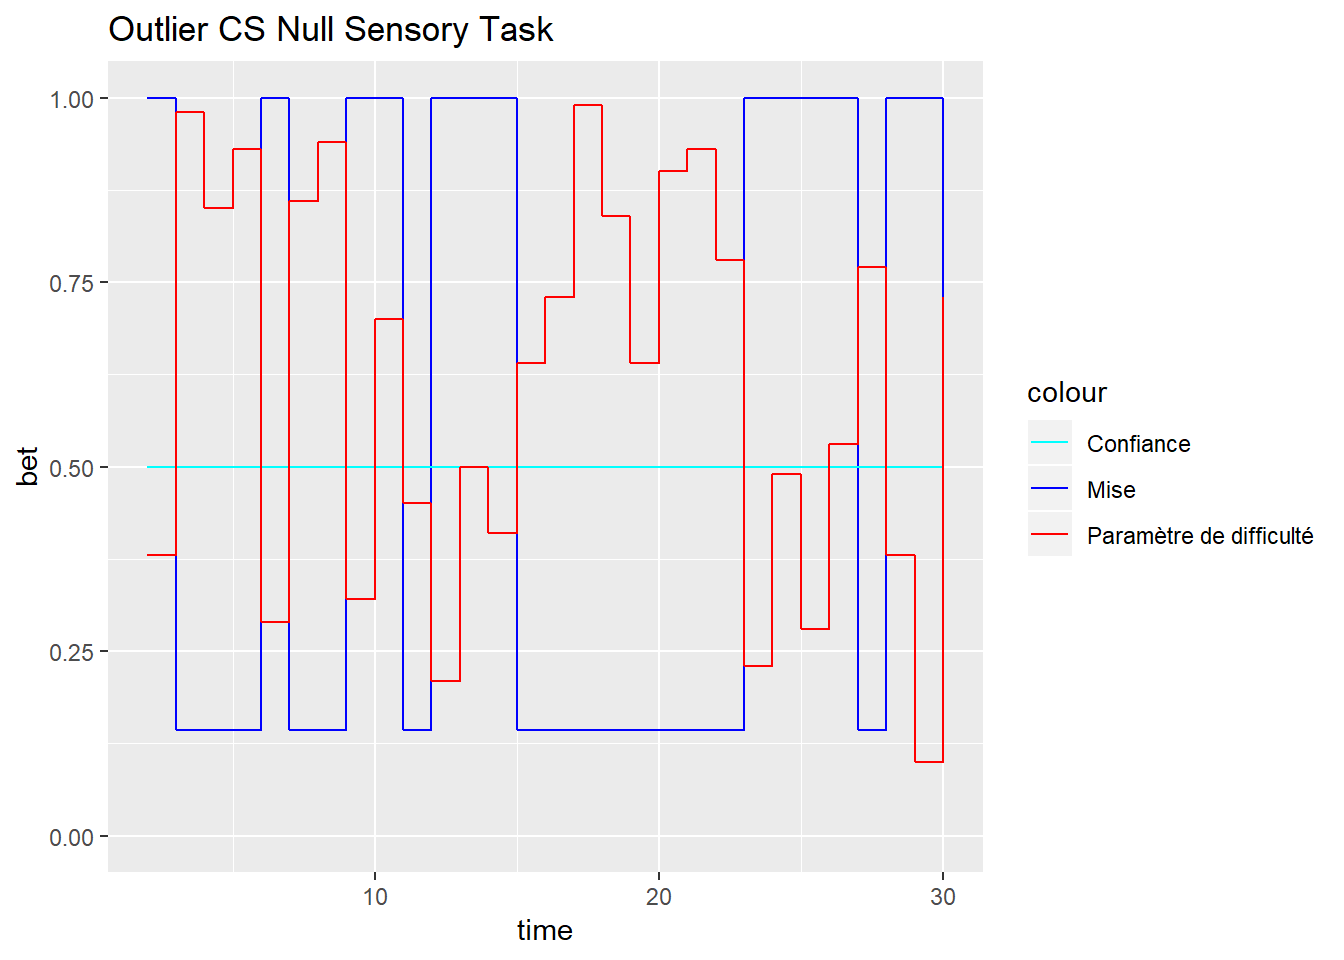 Outlier CS Null Sensory Task
1.00
0.75
0.50
0.25
0.00
bet
10
20
30
time
colour
Confiance
Mise
Paramètre de difficulté